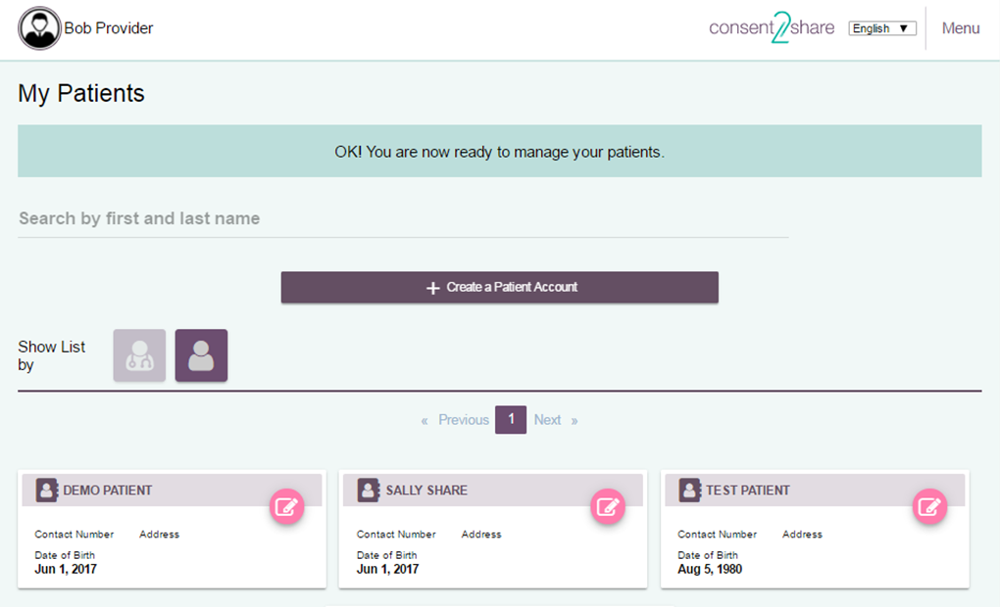 Bob Provider
consent2share
English ▼
Menu
My Patients
OK! You are now ready to manage your patients.
Search by first and last name
+ Create a Patient Account
Show List
by
« Previous 1 Next »
DEMO PATIENT
Contact Number Address
Date of Birth
Jun 1, 2017
SALLY SHARE
Contact Number Address
Date of Birth
Jun 1, 2017
TEST PATIENT
Contact Number Address
Date of Birth
Aug 5, 1980